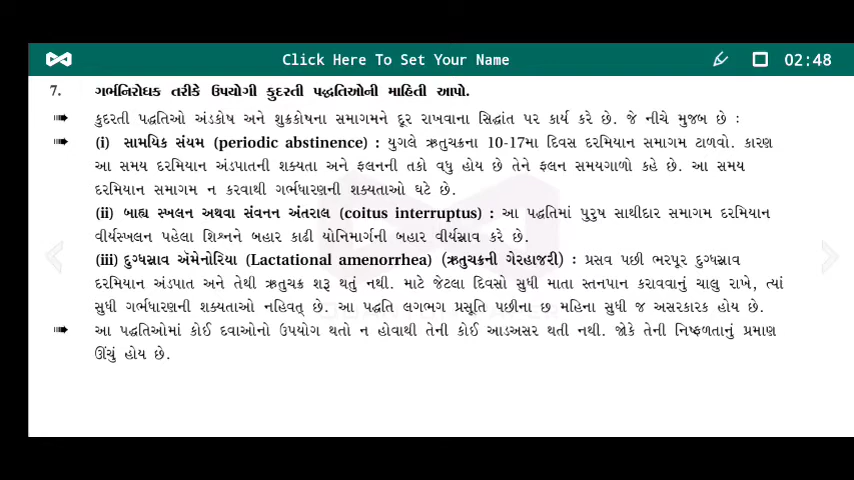 Click Here To Set Your Name
02:48
7. ગર્ભનિરોધક તરીકે ઉપયોગી કુદરતી પદ્ધતિઓની માહિતી આપો.
કુદરતી પદ્ધતિઓ અંડકોષ અને શુક્રકોષના સમાગમને દૂર રાખવાના સિદ્ધાંત પર કાર્ય કરે છે. જે નીચે મુજબ છે :
(i) સામયિક સંયમ (periodic abstinence) : યુગલે ઋતુચક્રના 10-17મા દિવસ દરમિયાન સમાગમ ટાળવો. કારણ
આ સમય દરમિયાન અંડપાતની શક્યતા અને ફલનની તકો વધુ હોય છે તેને ફલન સમયગાળો કહે છે. આ સમય
દરમિયાન સમાગમ ન કરવાથી ગર્ભધારણની શક્યતાઓ ઘટે છે.
(ii) બાહ્ય સ્ખલન અથવા સંવનન અંતરાલ (coitus interruptus) : આ પદ્ધતિમાં પુરુષ સાથીદાર સમાગમ દરમિયાન
વીર્યસ્ખલન પહેલા શિશ્નને બહાર કાઢી યોનિમાર્ગની બહાર વીર્યસ્રાવ કરે છે.
(iii) દુગ્ધસ્રાવ ઍમેનોરિયા (Lactational amenorrhea) (ઋતુચક્રની ગેરહાજરી) : પ્રસવ પછી ભરપૂર દુગ્ધસ્રાવ
દરમિયાન અંડપાત અને તેથી ઋતુચક્ર શરૂ થતું નથી. માટે જેટલા દિવસો સુધી માતા સ્તનપાન કરાવવાનું ચાલુ રાખે, ત્યાં
સુધી ગર્ભધારણની શક્યતાઓ નહિવત્ છે. આ પદ્ધતિ લગભગ પ્રસૂતિ પછીના છ મહિના સુધી જ અસરકારક હોય છે.
આ પદ્ધતિઓમાં કોઈ દવાઓનો ઉપયોગ થતો ન હોવાથી તેની કોઈ આડઅસર થતી નથી. જોકે તેની નિષ્ફળતાનું પ્રમાણ
ઊંચું હોય છે.